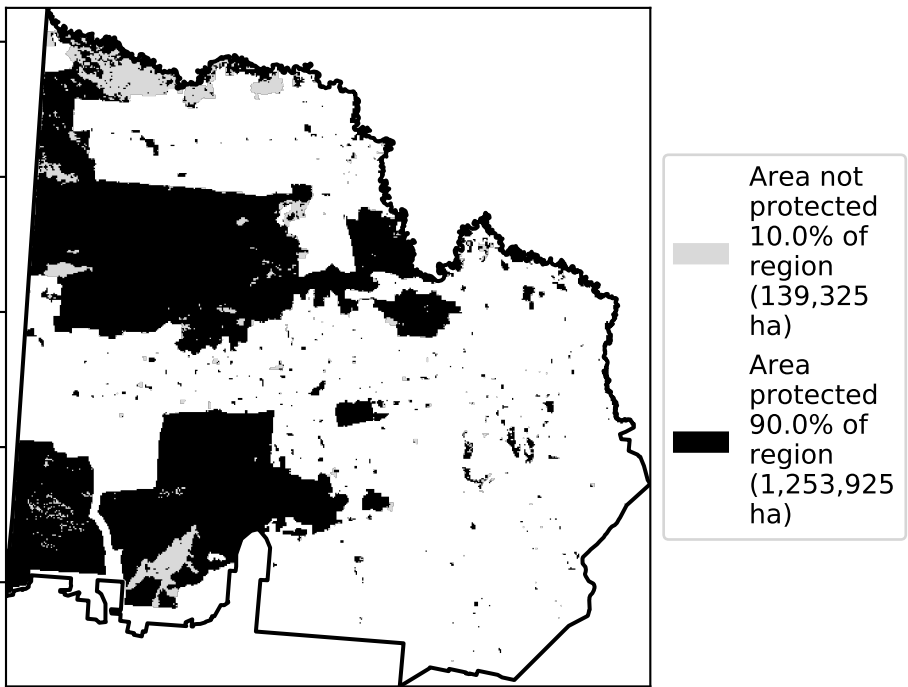 Area not
protected
10.0% of
region
(139,325
ha)
Area
protected
90.0% of
region
(1,253,925
ha)